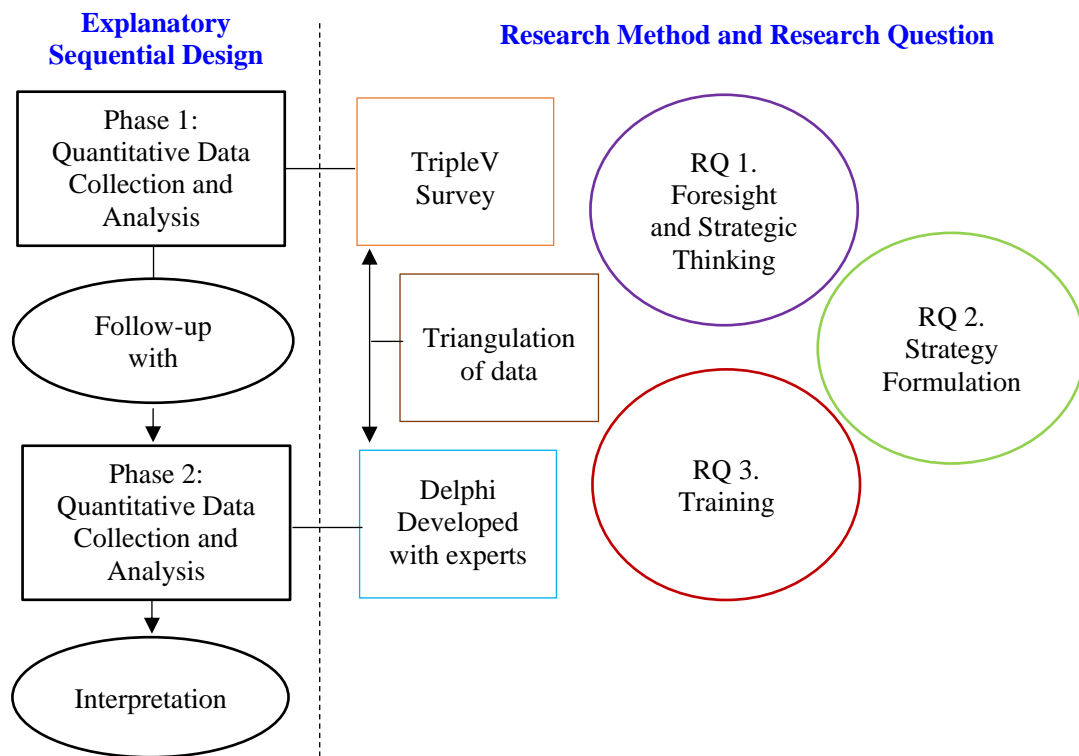 Explanatory
Sequential Design
Research Method and Research Question
Phase 1:
Quantitative Data
Collection and
Analysis
TripleV
Survey
RQ 1.
Foresight
and Strategic
Thinking
Follow-up
with
Triangulation
of data
RQ 2.
Strategy
Formulation
Phase 2:
Quantitative Data
Collection and
Analysis
Delphi
Developed
with experts
RQ 3.
Training
Interpretation